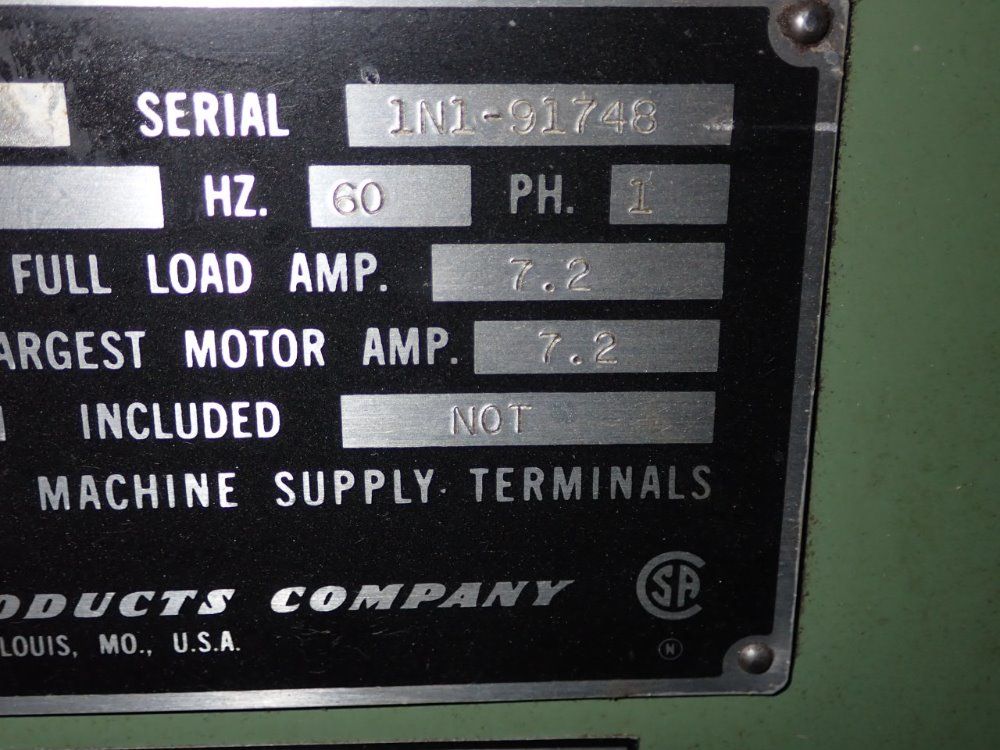 SERIAL 1N1-91748
HZ. 60 PH. 1
FULL LOAD AMP. 7.2
ARGEST MOTOR AMP. 7.2
INCLUDED NOT
MACHINE SUPPLY TERMINALS
ODUCTS COMPANY SA
LOUIS, MO., U.S.A. N